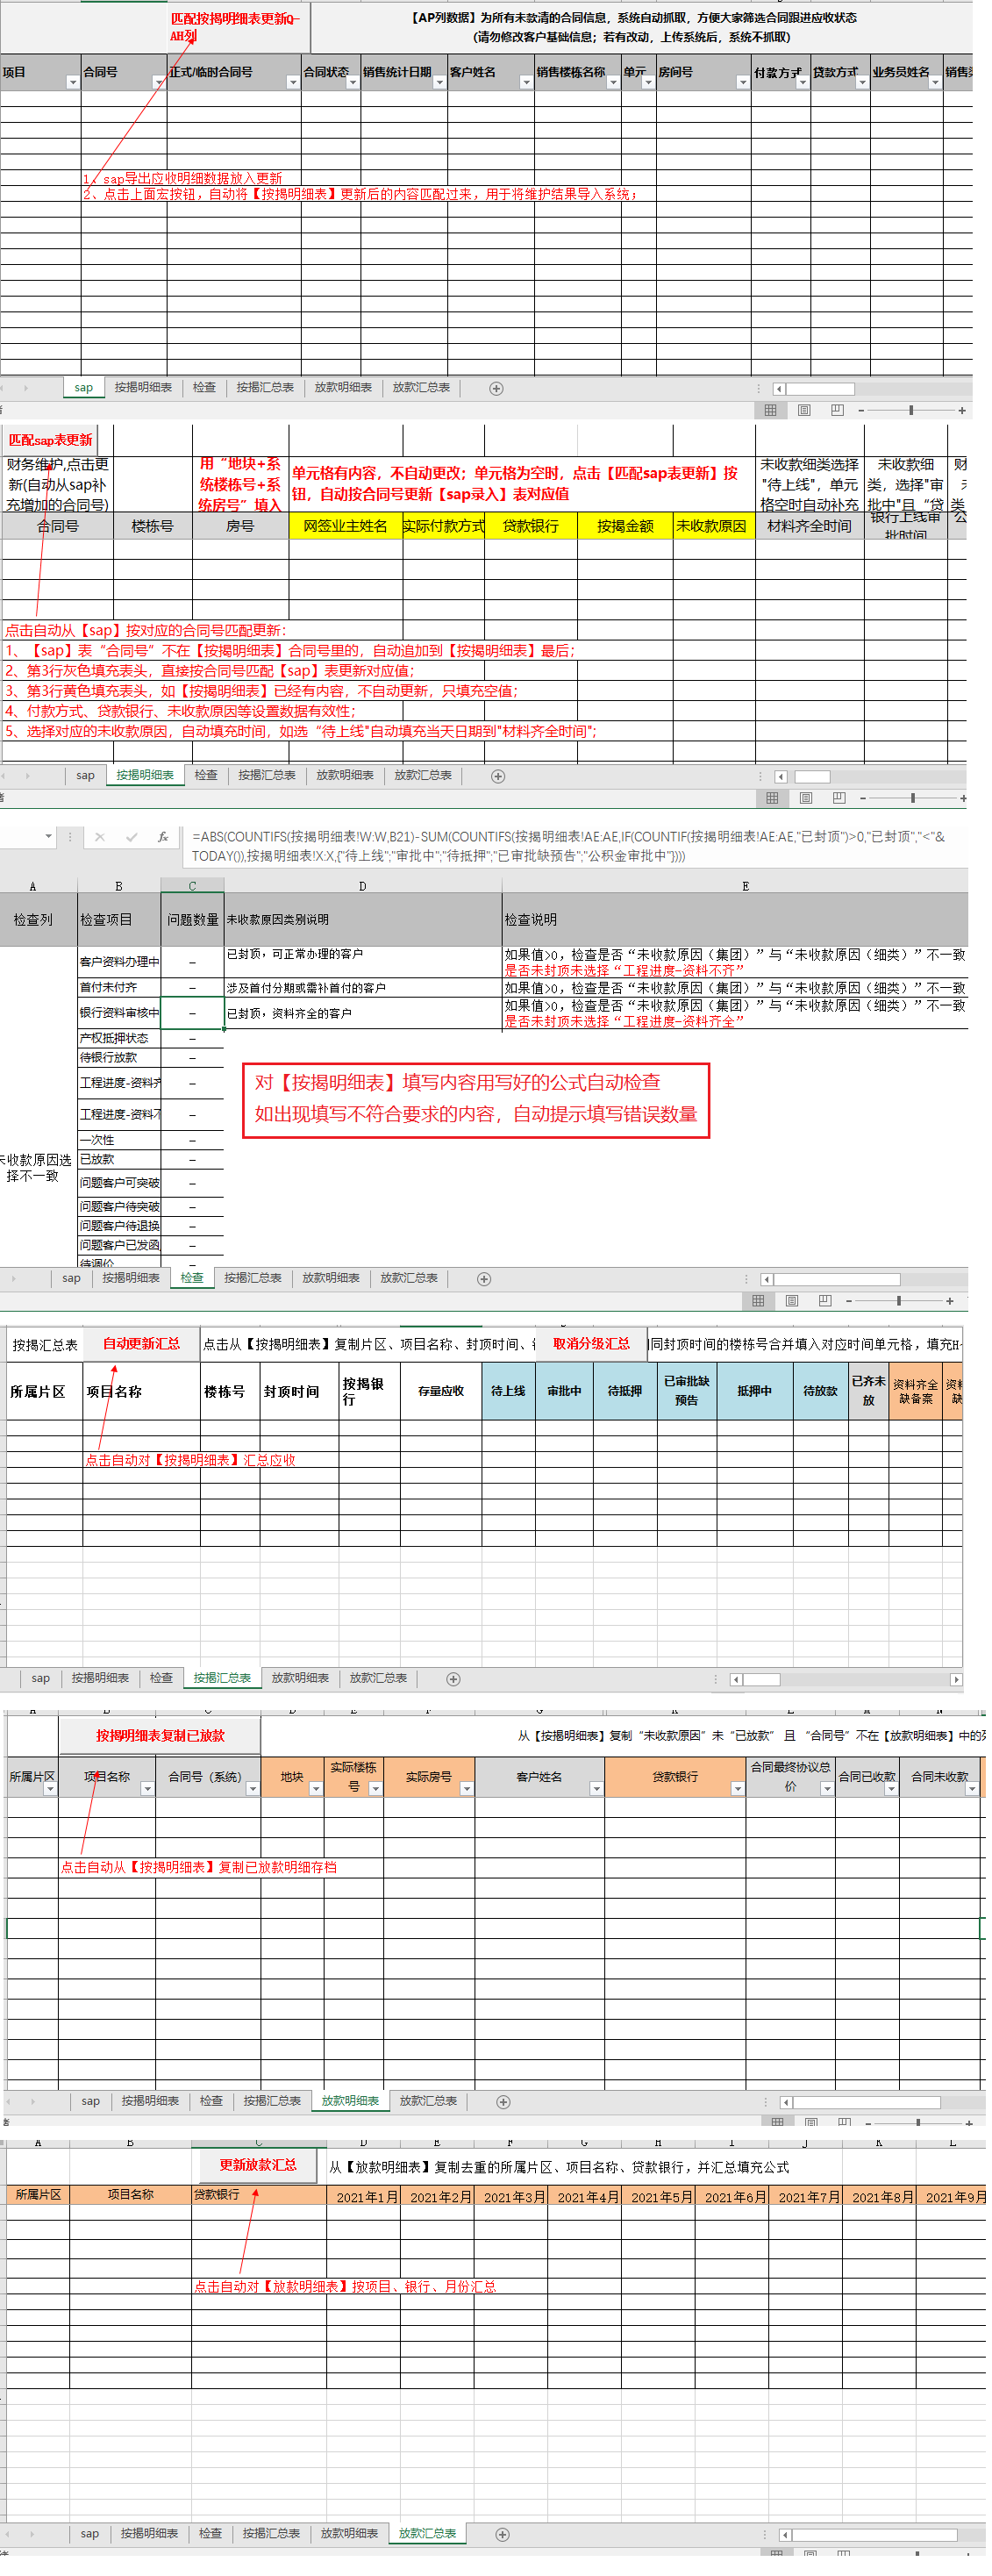 匹配按揭明细表更新Q-
AH列
【AP列数据】为所有未款清的合同信息，系统自动抓取，方便大家筛选合同跟进应收状态
（请勿修改客户基础信息；若有改动，上传系统后，系统不抓取）
项目 合同号 正式/临时合同号 合同状态 销售统计日期 客户姓名 销售楼栋名称 单元 房间号 付款方式 贷款方式 业务员姓名
1、sap导出应收明细数据放入更新
2、点击上面宏按钮，自动将【按揭明细表】更新后的内容匹配过来，用于将维护结果导入系统；
sap 按揭明细表 检查 按揭汇总表 放款明细表 放款汇总表
匹配sap表更新
财务维护,点击更
新(自动从sap补
充增加的合同号)
用“地块+系
统楼栋号+系
统房号”填入
单元格有内容，不自动更改；单元格为空时，点击【匹配sap表更新】按
钮，自动按合同号更新【sap录入】表对应值
未收款细类选择
"待上线"，单元
格空时自动补充
未收款细
类，选择"审
批中"且“贷
合同号 楼栋号 房号 网签业主姓名 实际付款方式 贷款银行 按揭金额 未收款原因 材料齐全时间 银行上线审
批时间
点击自动从【sap】按对应的合同号匹配更新：
1、【sap】表“合同号”不在【按揭明细表】合同号里的，自动追加到【按揭明细表】最后；
2、第3行灰色填充表头，直接按合同号匹配【sap】表更新对应值；
3、第3行黄色填充表头，如【按揭明细表】已经有内容，不自动更新，只填充空值；
4、付款方式、贷款银行、未收款原因等设置数据有效性；
5、选择对应的未收款原因，自动填充时间，如选“待上线"自动填充当天日期到"材料齐全时间"；
sap 按揭明细表 检查 按揭汇总表 放款明细表 放款汇总表
=ABS(COUNTIFS(按揭明细表!W:W,B21)-SUM(COUNTIFS(按揭明细表!AE:AE,IF(COUNTIF(按揭明细表!AE:AE,"已封顶")>0,"已封顶","<"&
TODAY()),按揭明细表!X:X,{"待上线";"审批中";"待抵押";"已审批缺预告";"公积金审批中"})))
A B C D E
检查列 检查项目 问题数量 未收款原因类别说明 检查说明
客户资料办理中 – 已封顶，可正常办理的客户 如果值>0，检查是否“未收款原因（集团）”与“未收款原因（细类）”不一致
是否未封顶未选择“工程进度-资料不齐”
首付未付齐 – 涉及首付分期或需补首付的客户 如果值>0，检查是否“未收款原因（集团）”与“未收款原因（细类）”不一致
银行资料审核中 – 已封顶，资料齐全的客户 如果值>0，检查是否“未收款原因（集团）”与“未收款原因（细类）”不一致
是否未封顶未选择“工程进度-资料齐全”
产权抵押状态 –
待银行放款 –
工程进度-资料齐 –
工程进度-资料不 –
一次性 –
未收款原因选
择不一致
已放款 –
问题客户可突破 –
问题客户待突破 –
问题客户待退换 –
问题客户已发函 –
待调价 –
对【按揭明细表】填写内容用写好的公式自动检查
如出现填写不符合要求的内容，自动提示填写错误数量
sap 按揭明细表 检查 按揭汇总表 放款明细表 放款汇总表
按揭汇总表 自动更新汇总 点击从【按揭明细表】复制片区、项目名称、封顶时间、 取消分级汇总 同封顶时间的楼栋号合并填入对应时间单元格，填充H-
所属片区 项目名称 楼栋号 封顶时间 按揭银
行 存量应收 待上线 审批中 待抵押 已审批缺
预告 抵押中 待放款 已齐未
放 资料齐全
缺备案
点击自动对【按揭明细表】汇总应收
sap 按揭明细表 检查 按揭汇总表 放款明细表 放款汇总表
按揭明细表复制已放款
从【按揭明细表】复制“未收款原因”未“已放款” 且 “合同号”不在【放款明细表】中的列
所属片区 项目名称 合同号（系统） 地块 实际楼栋
号 实际房号 客户姓名 贷款银行 合同最终协议总
价 合同已收款 合同未收款
点击自动从【按揭明细表】复制已放款明细存档
sap 按揭明细表 检查 按揭汇总表 放款明细表 放款汇总表
A B C D E F G H I J K L
更新放款汇总 从【放款明细表】复制去重的所属片区、项目名称、贷款银行，并汇总填充公式
所属片区 项目名称 贷款银行 2021年1月 2021年2月 2021年3月 2021年4月 2021年5月 2021年6月 2021年7月 2021年8月 2021年9月
点击自动对【放款明细表】按项目、银行、月份汇总
sap 按揭明细表 检查 按揭汇总表 放款明细表 放款汇总表